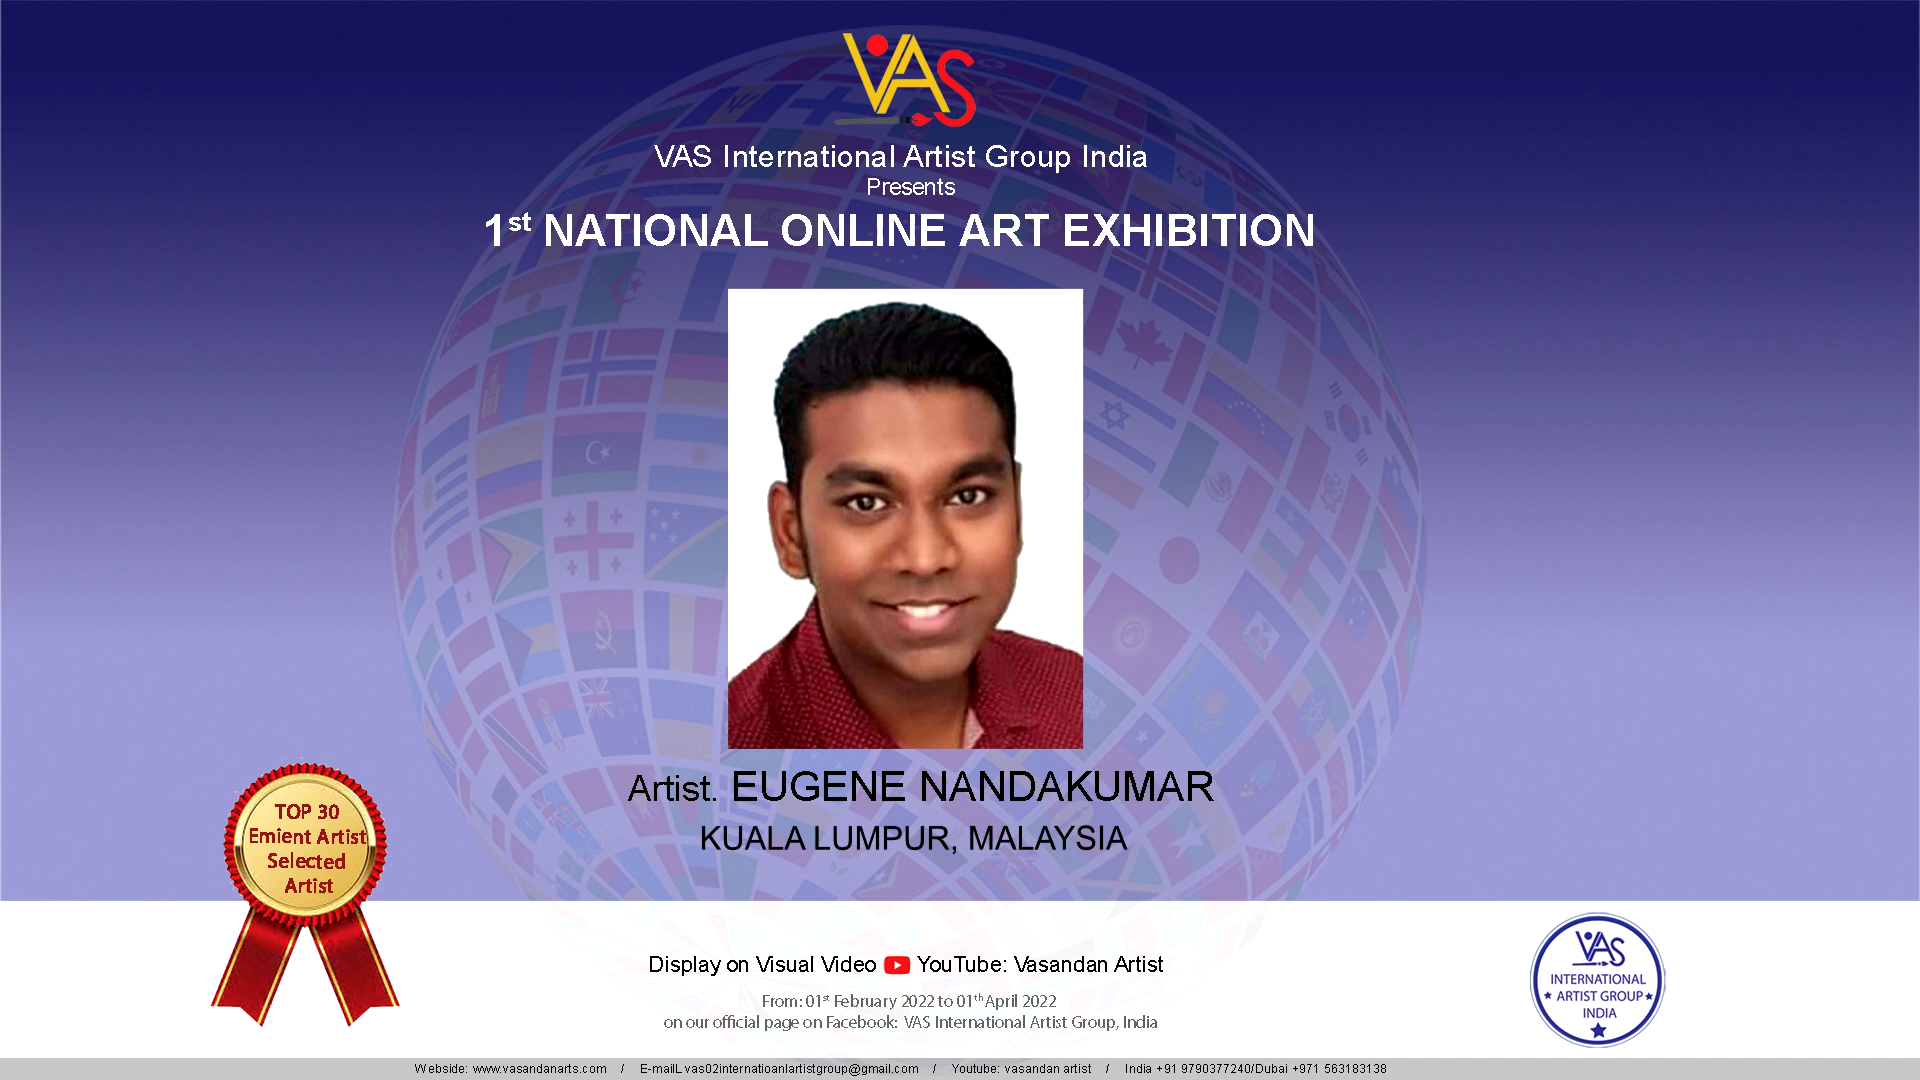 VAS
VAS International Artist Group India
Presents
1st NATIONAL ONLINE ART EXHIBITION
Artist. EUGENE NANDAKUMAR
KUALA LUMPUR, MALAYSIA
TOP 30
Emient Artist
Selected
Artist
Display on Visual Video YouTube: Vasandan Artist
From: 01st February 2022 to 01th April 2022
on our official page on Facebook: VAS International Artist Group, India
VAS
INTERNATIONAL
ARTIST GROUP
INDIA
Webside: www.vasandanarts.com / E-mailL vas02internatioanlartistgroup@gmail.com / Youtube: vasandan artist / India +91 9790377240/Dubai +971 563183138